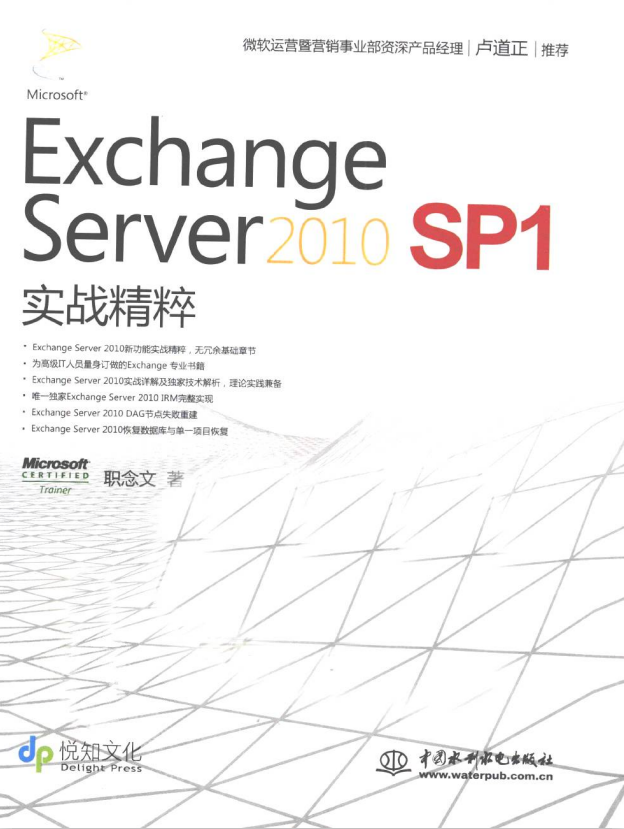 微软运营暨营销事业部资深产品经理|卢道正|推荐
Microsoft®
Exchange
Server 2010 SP1
实战精粹
• Exchange Server 2010新功能实战精粹，无冗余基础章节
• 为高级IT人员量身订做的Exchange 专业书籍
• Exchange Server 2010实战详解及独家技术解析，理论实践兼备
• 唯一独家Exchange Server 2010 IRM完整实现
• Exchange Server 2010 DAG节点失败重建
• Exchange Server 2010恢复数据库与单一项目恢复
Microsoft
CERTIFIED
Trainer
职念文 著
dp 悦知文化
Delight Press
中国水利水电出版社
www.waterpub.com.cn